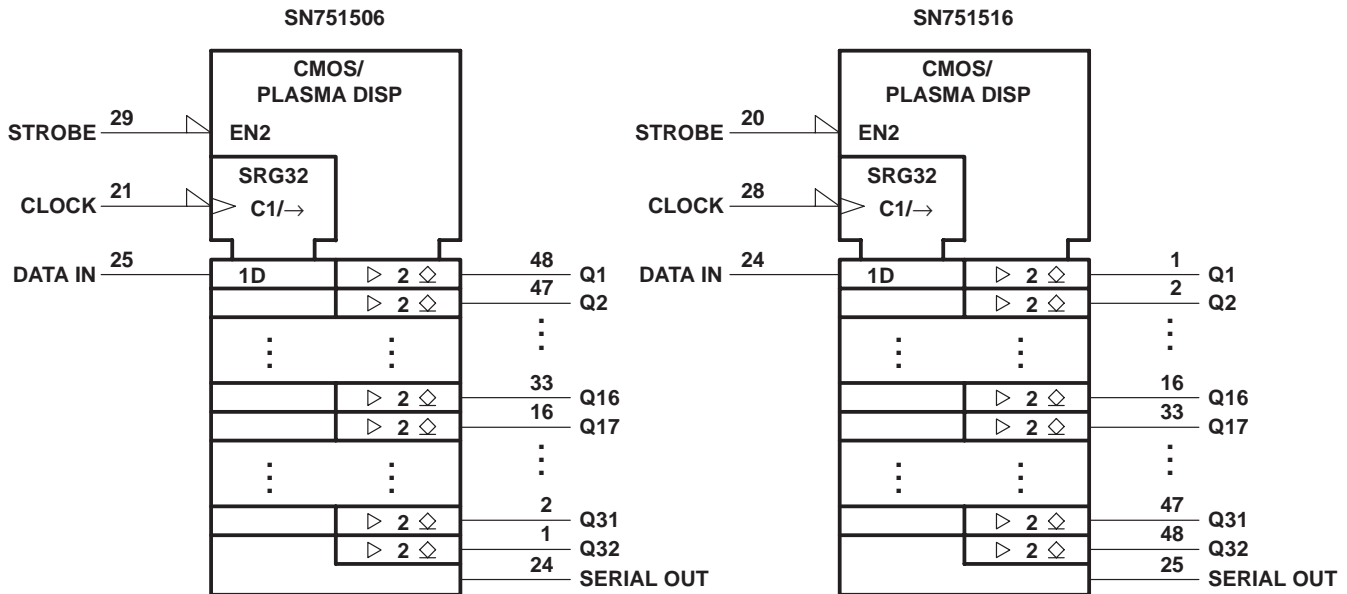 SN751506
CMOS/
PLASMA DISP
STROBE 29 EN2
SRG32
CLOCK 21 C1/→
DATA IN 25 1D ▷ 2 ◇ 48 Q1
▷ 2 ◇ 47 Q2
⋮ ⋮ ⋮
▷ 2 ◇ 33 Q16
▷ 2 ◇ 16 Q17
⋮ ⋮ ⋮
▷ 2 ◇ 2 Q31
▷ 2 ◇ 1 Q32
24 SERIAL OUT
SN751516
CMOS/
PLASMA DISP
STROBE 20 EN2
SRG32
CLOCK 28 C1/→
DATA IN 24 1D ▷ 2 ◇ 1 Q1
▷ 2 ◇ 2 Q2
⋮ ⋮ ⋮
▷ 2 ◇ 16 Q16
▷ 2 ◇ 33 Q17
⋮ ⋮ ⋮
▷ 2 ◇ 47 Q31
▷ 2 ◇ 48 Q32
25 SERIAL OUT